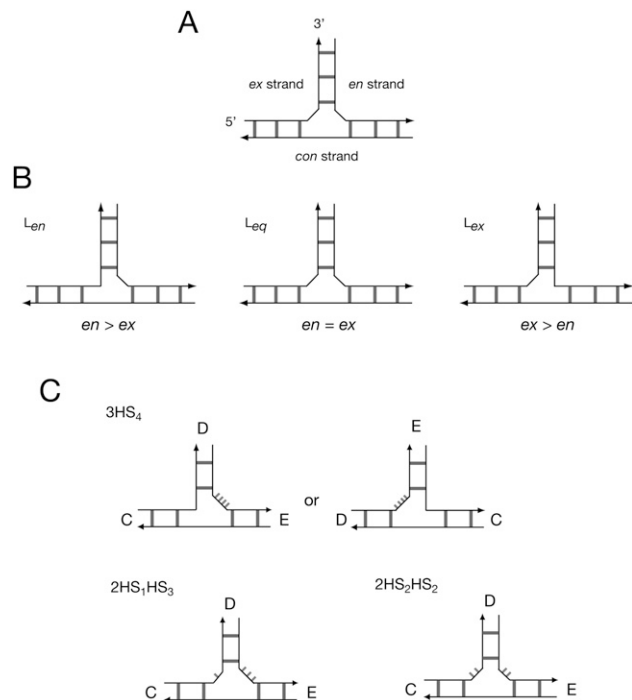 A
3'
ex strand en strand
5'
con strand
B
Len Leq Lex
en > ex en = ex ex > en
C
3HS4
D E
or
C E D C
2HS1HS3 2HS2HS2
D D
C E C E